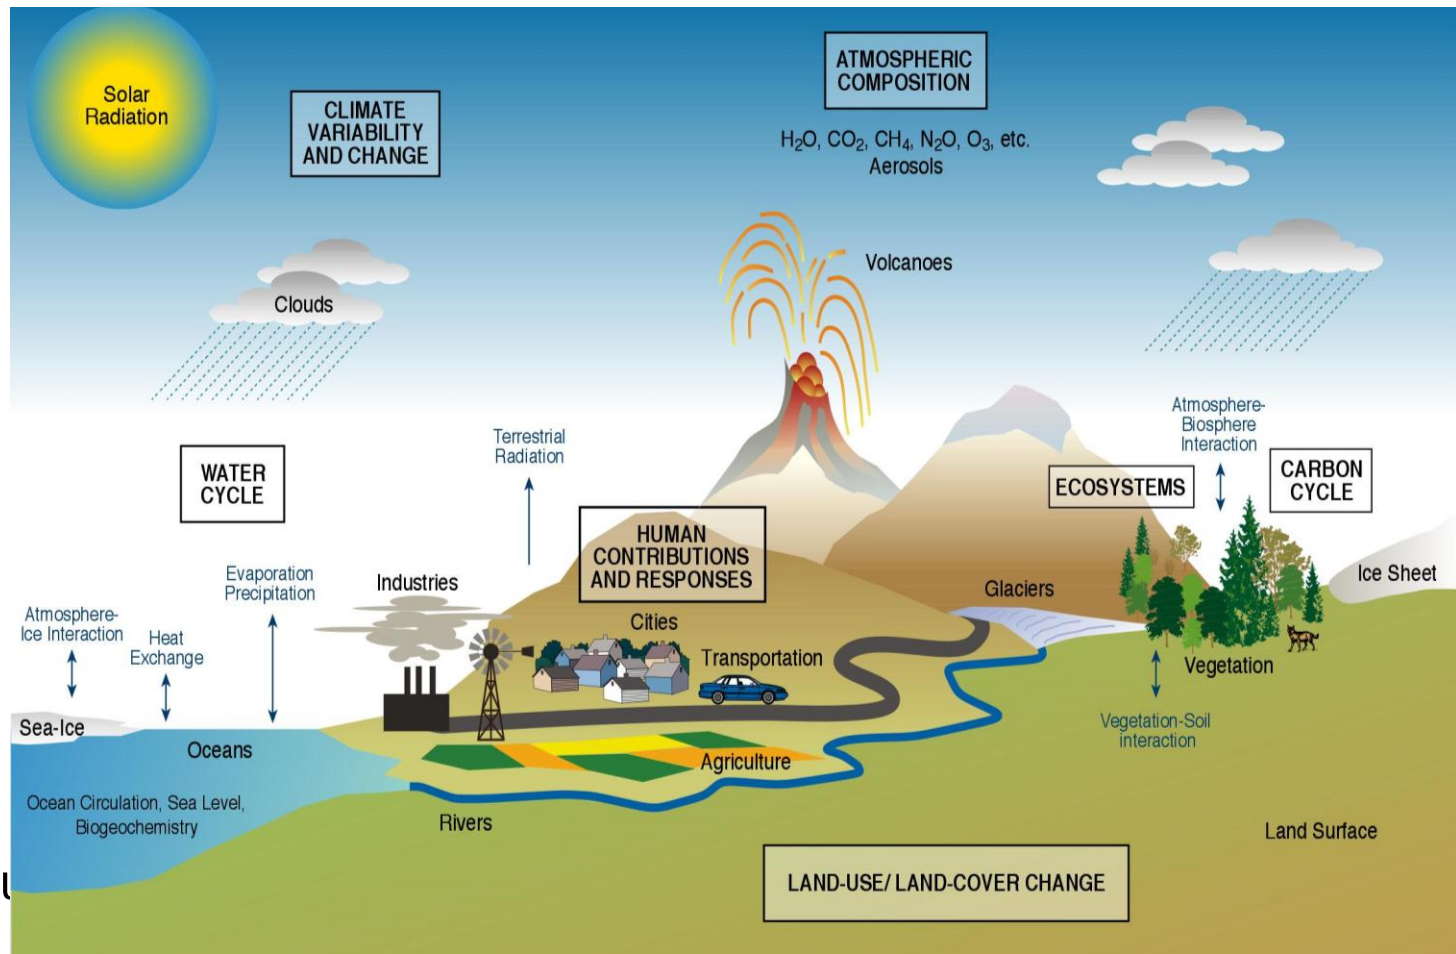 Solar
Radiation
CLIMATE
VARIABILITY
AND CHANGE
ATMOSPHERIC
COMPOSITION
H₂O, CO₂, CH₄, N₂O, O₃, etc.
Aerosols
Volcanoes
Clouds
Atmosphere-
Biosphere
Interaction
Terrestrial
Radiation
WATER
CYCLE
ECOSYSTEMS
CARBON
CYCLE
HUMAN
CONTRIBUTIONS
AND RESPONSES
Evaporation
Precipitation
Industries
Glaciers
Ice Sheet
Atmosphere-
Ice Interaction
Heat
Exchange
Cities
Transportation
Vegetation
Sea-Ice
Oceans
Vegetation-Soil
interaction
Agriculture
Ocean Circulation, Sea Level,
Biogeochemistry
Rivers
Land Surface
LAND-USE/ LAND-COVER CHANGE